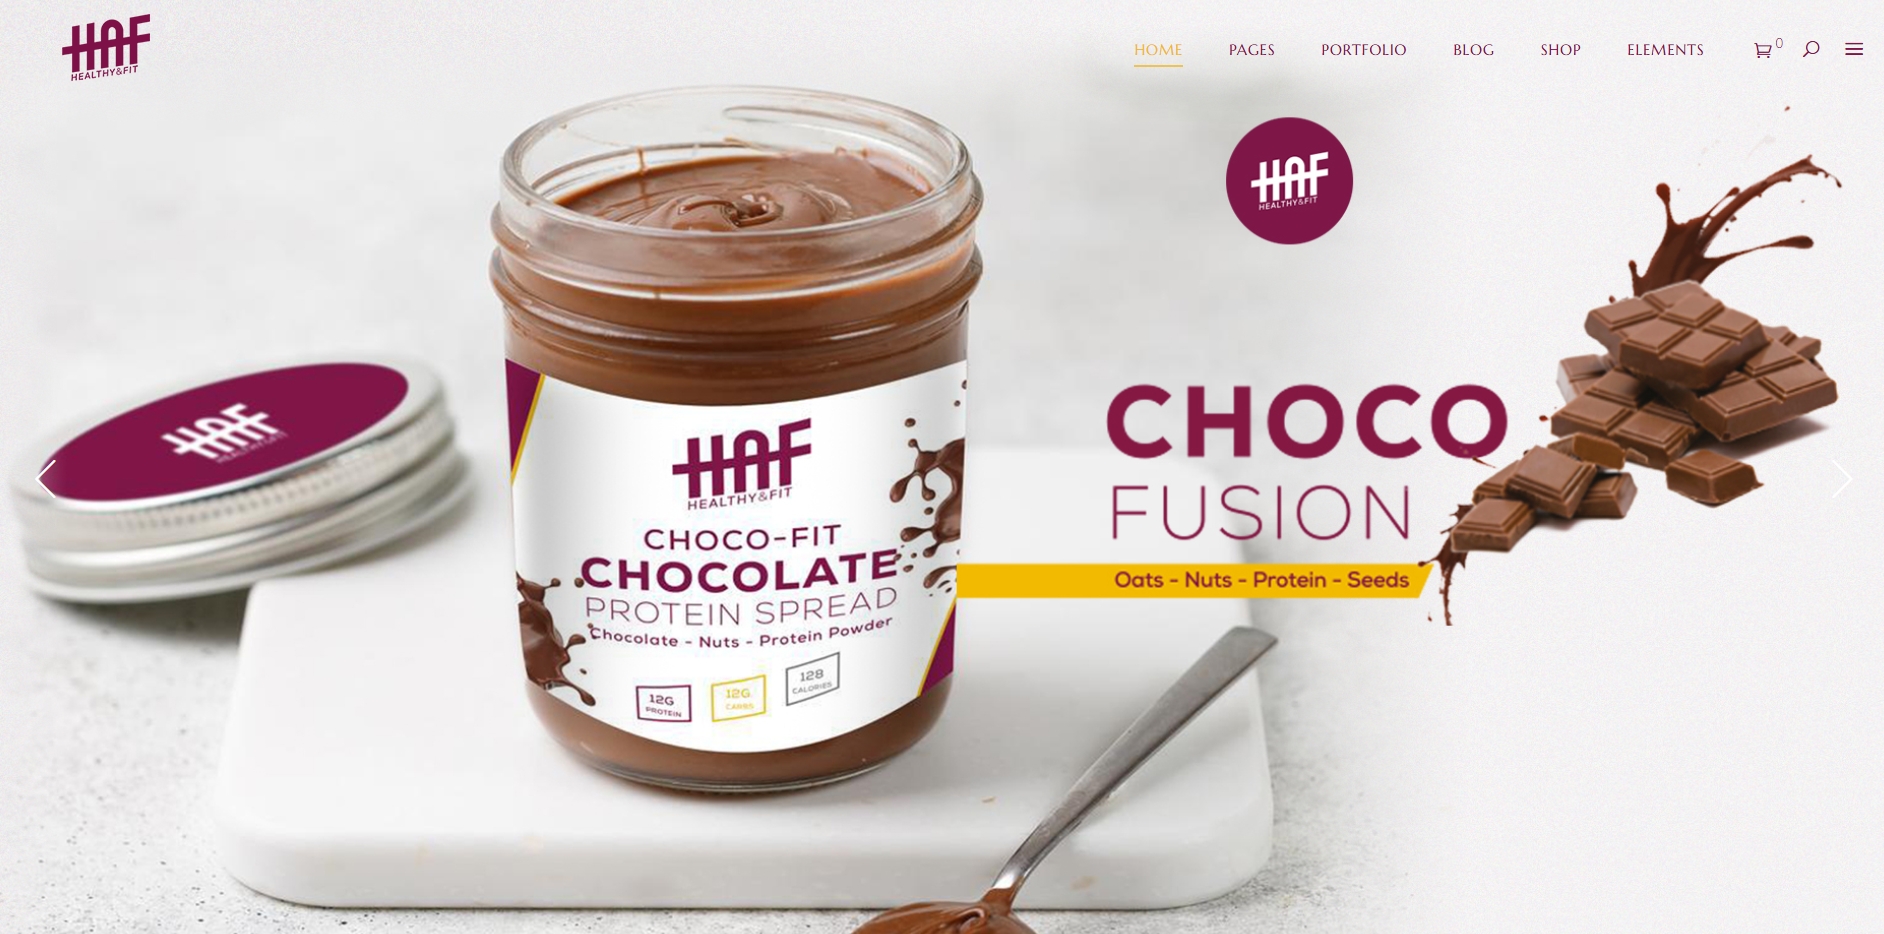 HAF
HEALTHY&FIT
HOME
PAGES
PORTFOLIO
BLOG
SHOP
ELEMENTS
0
HAF
HEALTHY&FIT
HAF
HEALTHY&FIT
HAF
HEALTHY&FIT
CHOCO-FIT
CHOCOLATE
PROTEIN SPREAD
Chocolate - Nuts - Protein Powder
12G
PROTEIN
12G
CARBS
128
CALORIES
CHOCO
FUSION
Oats - Nuts - Protein - Seeds